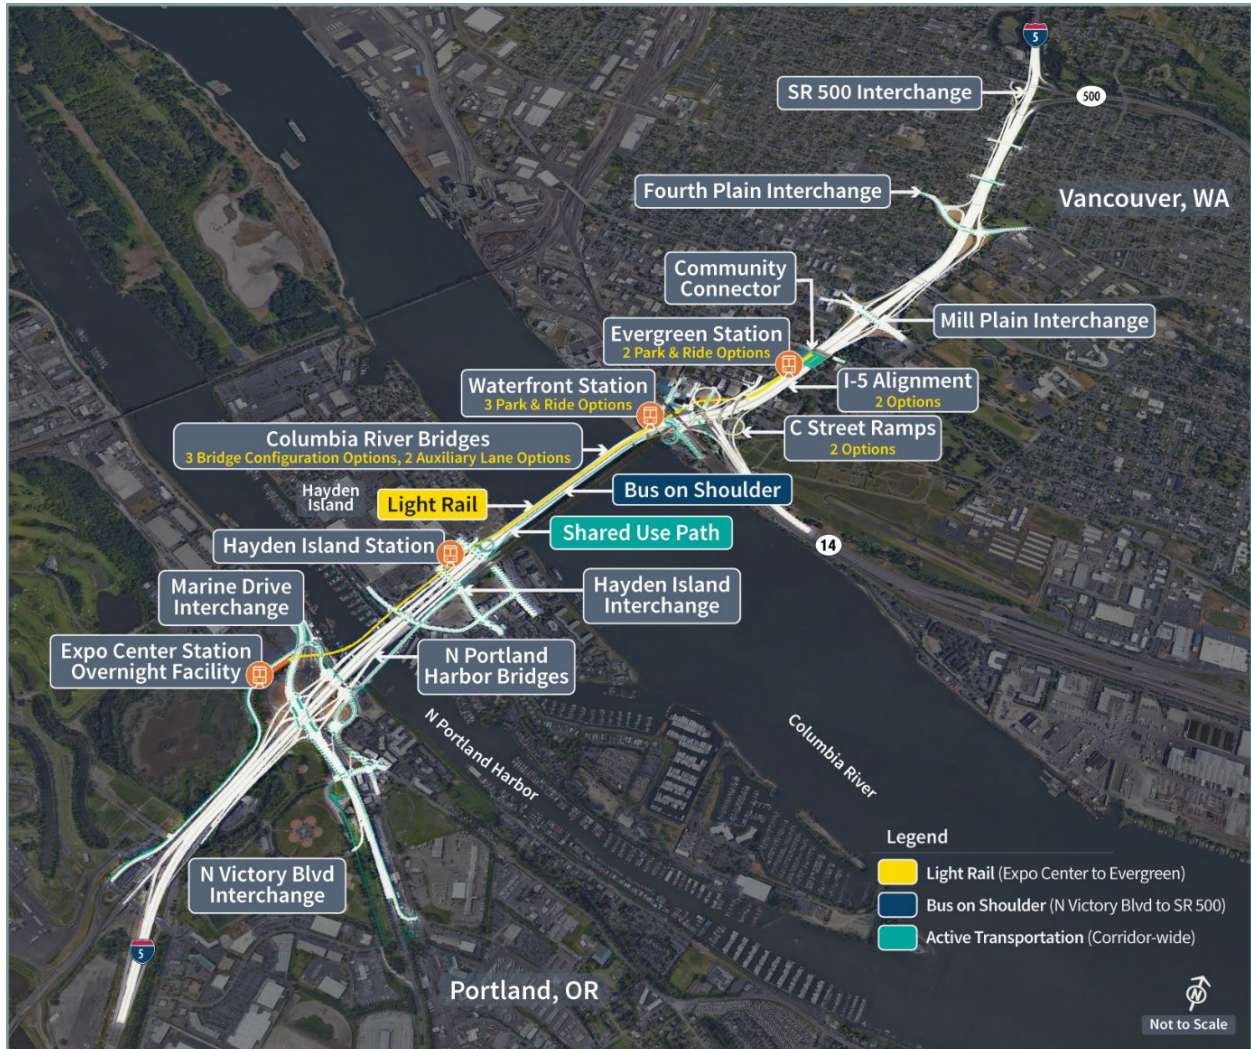 5
SR 500 Interchange
500
Fourth Plain Interchange
Vancouver, WA
Community
Connector
Mill Plain Interchange
Evergreen Station
2 Park & Ride Options
I-5 Alignment
2 Options
Waterfront Station
3 Park & Ride Options
C Street Ramps
2 Options
Columbia River Bridges
3 Bridge Configuration Options, 2 Auxiliary Lane Options
Hayden
Island
Light Rail
Bus on Shoulder
Shared Use Path
14
Hayden Island Station
Marine Drive
Interchange
Hayden Island
Interchange
Expo Center Station
Overnight Facility
N Portland
Harbor Bridges
N Portland Harbor
Columbia River
N Victory Blvd
Interchange
5
Portland, OR
Legend
Light Rail (Expo Center to Evergreen)
Bus on Shoulder (N Victory Blvd to SR 500)
Active Transportation (Corridor-wide)
N
Not to Scale